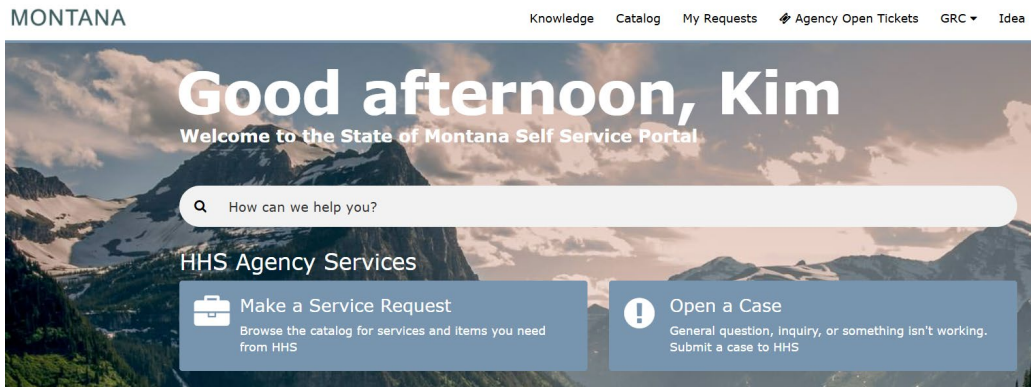 MONTANA
Knowledge Catalog My Requests Agency Open Tickets GRC Idea
Good afternoon, Kim
Welcome to the State of Montana Self Service Portal
How can we help you?
HHS Agency Services
Make a Service Request
Browse the catalog for services and items you need
from HHS
Open a Case
General question, inquiry, or something isn't working.
Submit a case to HHS